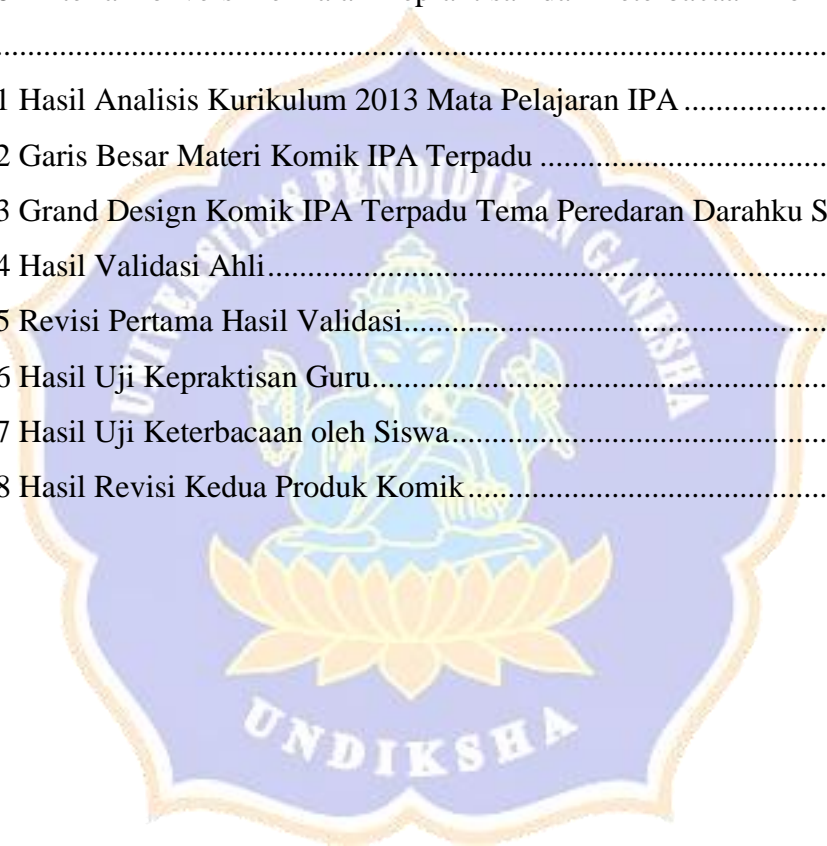 ...........................................................................................................
1 Hasil Analisis Kurikulum 2013 Mata Pelajaran IPA ..................
2 Garis Besar Materi Komik IPA Terpadu .....................................
3 Grand Design Komik IPA Terpadu Tema Peredaran Darahku S
4 Hasil Validasi Ahli........................................................................
5 Revisi Pertama Hasil Validasi.......................................................
6 Hasil Uji Kepraktisan Guru...........................................................
7 Hasil Uji Keterbacaan oleh Siswa.................................................
8 Hasil Revisi Kedua Produk Komik...............................................
UNIVERSITAS PENDIDIKAN GANESHA
UNDIKSHA